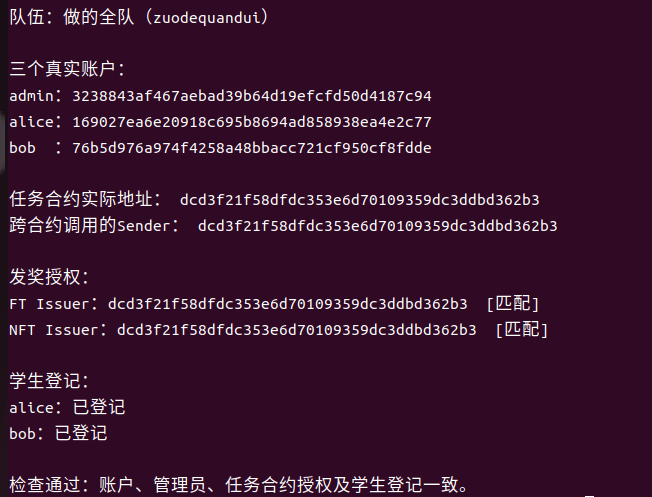 队伍：做的全队（zuodequandui）
三个真实账户：
admin：3238843af467aebad39b64d19efcfd50d4187c94
alice：169027ea6e20918c695b8694ad858938ea4e2c77
bob  ：76b5d976a974f4258a48bbacc721cf950cf8fdde
任务合约实际地址： dcd3f21f58dfdc353e6d70109359dc3ddbd362b3
跨合约调用的Sender： dcd3f21f58dfdc353e6d70109359dc3ddbd362b3
发奖授权：
FT Issuer：dcd3f21f58dfdc353e6d70109359dc3ddbd362b3  [匹配]
NFT Issuer：dcd3f21f58dfdc353e6d70109359dc3ddbd362b3  [匹配]
学生登记：
alice：已登记
bob：已登记
检查通过：账户、管理员、任务合约授权及学生登记一致。